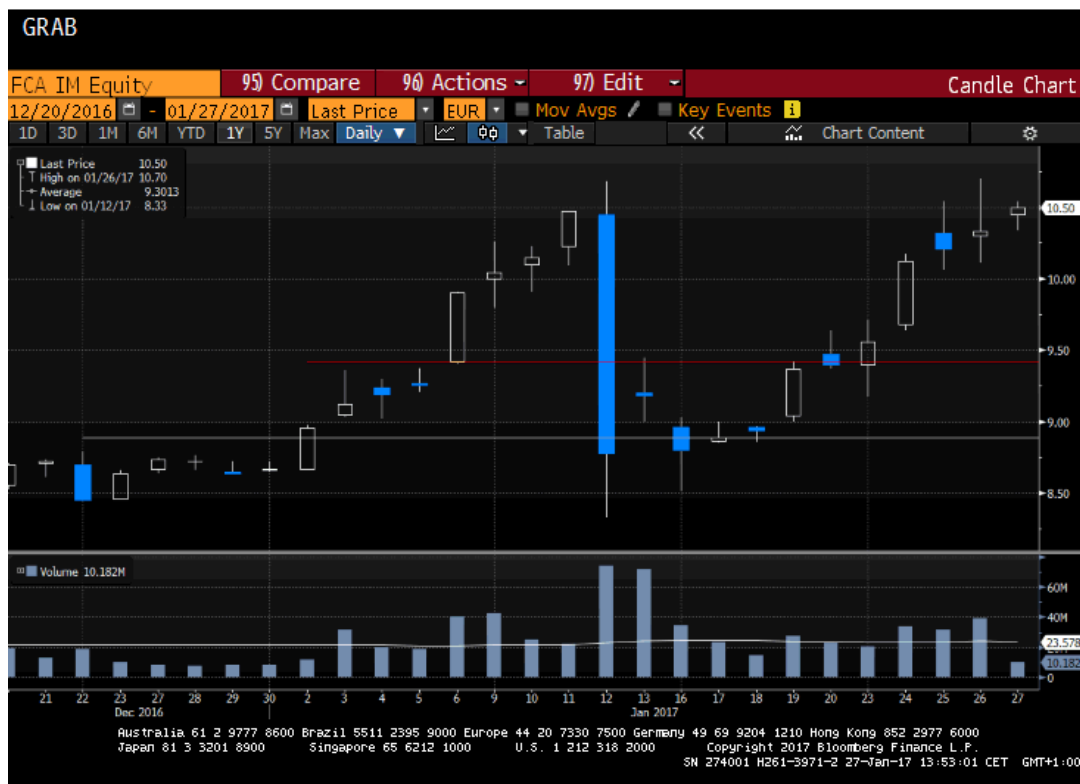 GRAB
FCA IM Equity 95) Compare 96) Actions 97) Edit Candle Chart
12/20/2016 - 01/27/2017 Last Price EUR Mov Avgs Key Events i
1D 3D 1M 6M YTD 1Y 5Y Max Daily ▼ Table « Chart Content
Last Price 10.50
High on 01/26/17 10.70
Average 9.3013
Low on 01/12/17 8.33
10.50
10.00
9.50
9.00
8.50
Volume 10.182M
60M
40M
23.578
10.182
0
21 22 23 27 28 29 30 2 3 4 5 6 9 10 11 12 13 16 17 18 19 20 23 24 25 26 27
Dec 2016 Jan 2017
Australia 61 2 9777 8600 Brazil 5511 2395 9000 Europe 44 20 7330 7500 Germany 49 69 9204 1210 Hong Kong 852 2977 6000
Japan 81 3 3201 8900 Singapore 65 6212 1000 U.S. 1 212 318 2000 Copyright 2017 Bloomberg Finance L.P.
SN 274001 H261-3971-2 27-Jan-17 13:53:01 CET GMT+1:00